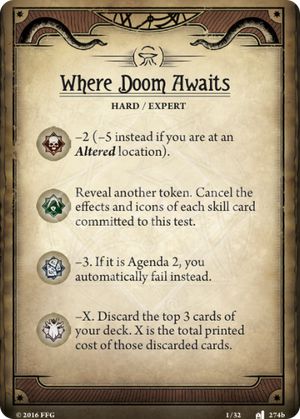 Where Doom Awaits
HARD / EXPERT
–2 (–5 instead if you are at an
Altered location).
Reveal another token. Cancel the
effects and icons of each skill card
committed to this test.
–3. If it is Agenda 2, you
automatically fail instead.
–X. Discard the top 3 cards of
your deck. X is the total printed
cost of those discarded cards.
© 2016 FFG
1/32
274b